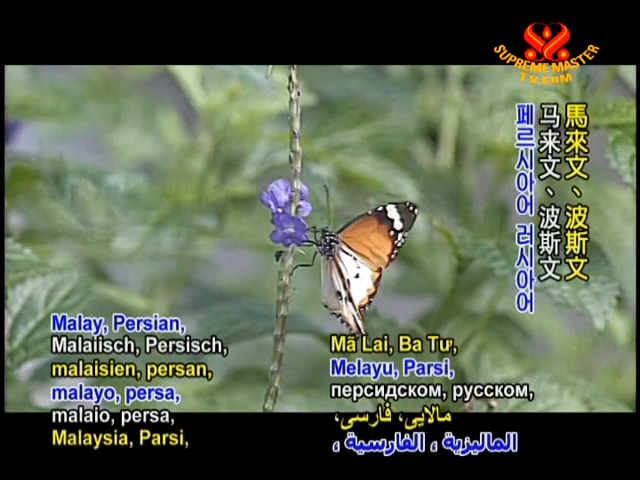 SUPREME MASTER
TV.COM
馬來文、波斯文
马来文、波斯文
페르시아어 러시아어
Malay, Persian,
Malaiisch, Persisch,
malaisien, persan,
malayo, persa,
malaio, persa,
Malaysia, Parsi,
Mã Lai, Ba Tư,
Melayu, Parsi,
персидском, русском,
مالایی، فارسی،
الماليزية ، الفارسية ،